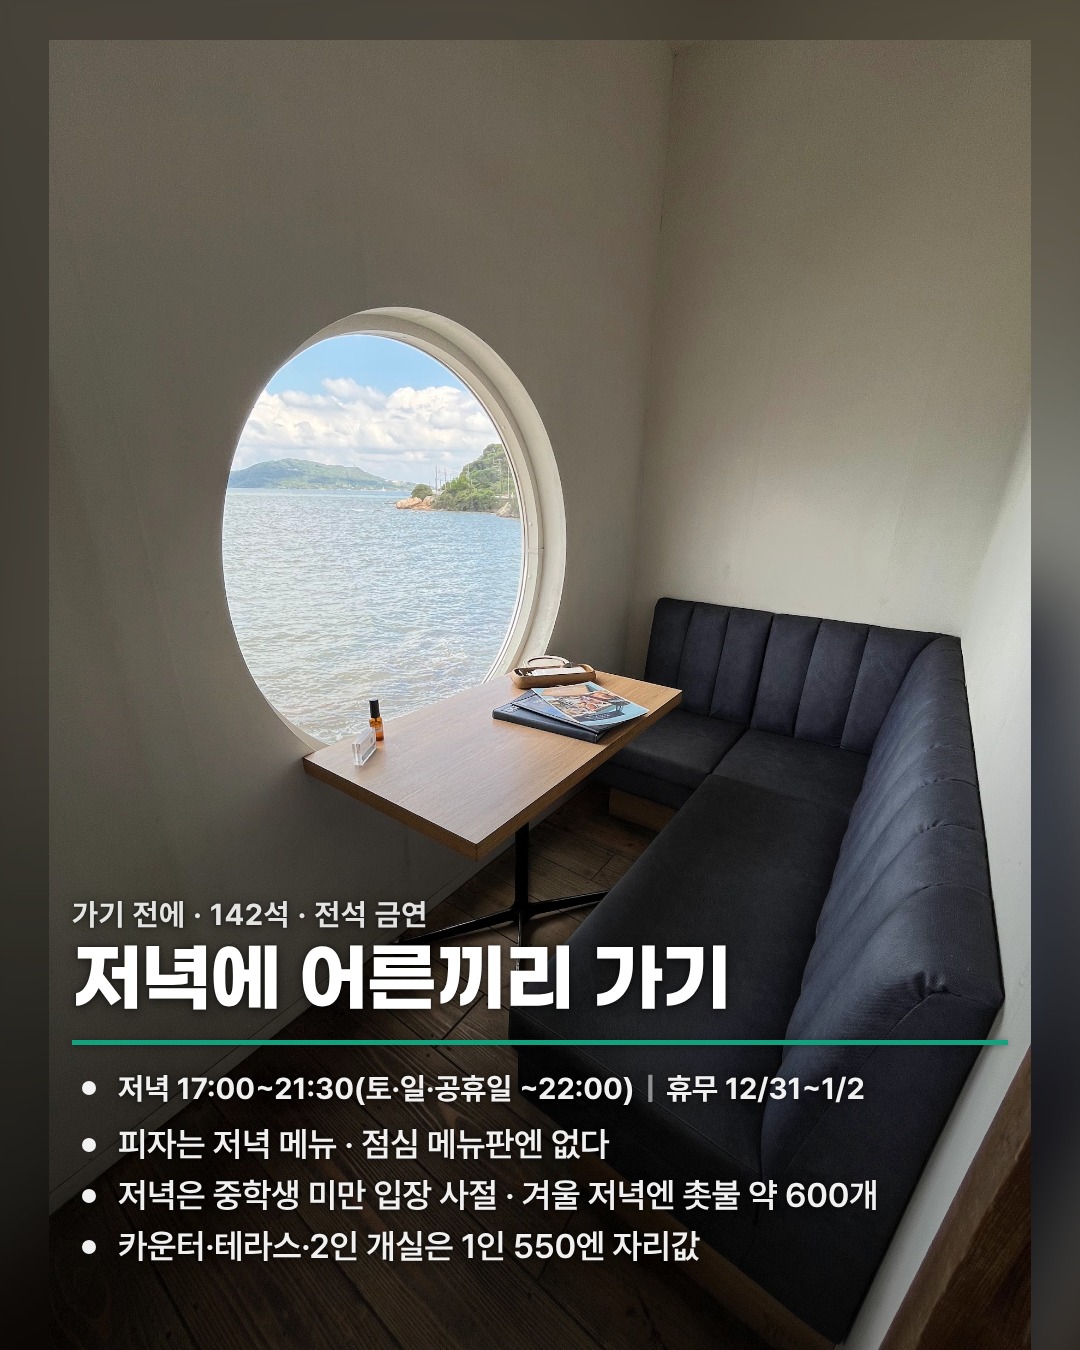 가기 전에 · 142석 · 전석 금연
저녁에 어른끼리 가기
저녁 17:00~21:30(토·일·공휴일 ~22:00) | 휴무 12/31~1/2
피자는 저녁 메뉴 · 점심 메뉴판엔 없다
저녁은 중학생 미만 입장 사절 · 겨울 저녁엔 촛불 약 600개
카운터·테라스·2인 개실은 1인 550엔 자리값